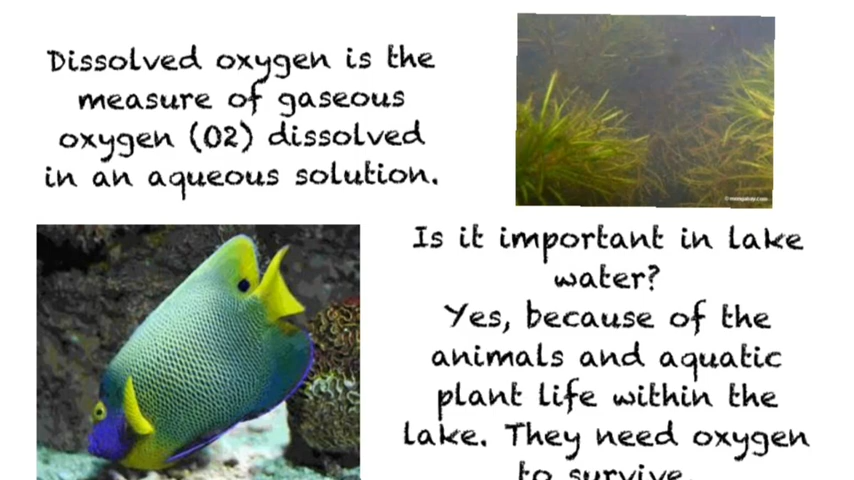 Dissolved oxygen is the
measure of gaseous
oxygen (O2) dissolved
in an aqueous solution.
Is it important in lake
water?
Yes, because of the
animals and aquatic
plant life within the
lake. They need oxygen
to survive.